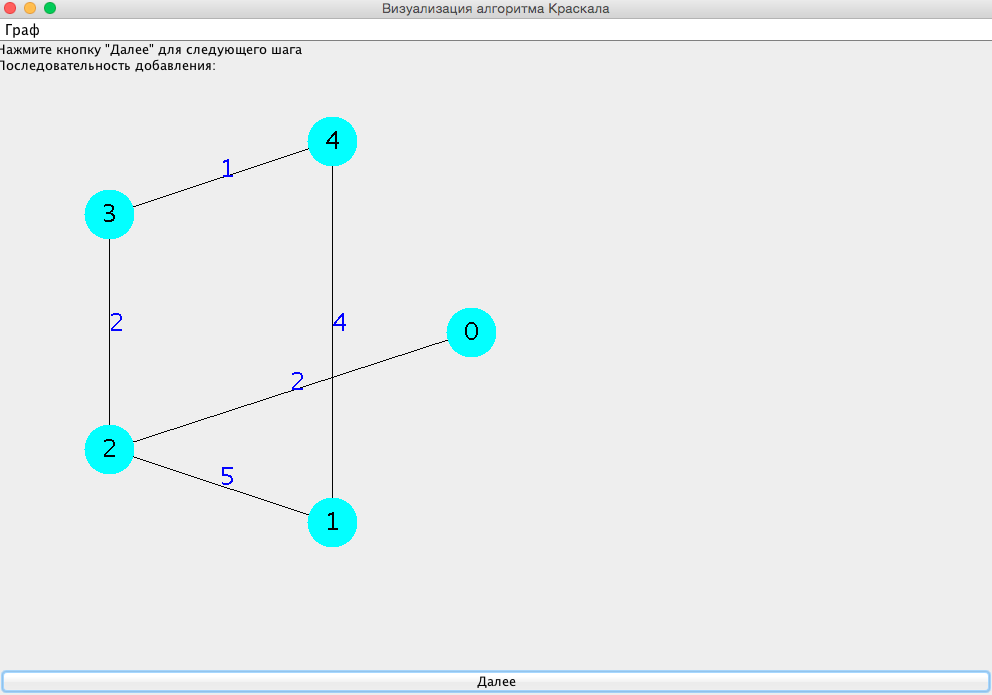 Визуализация алгоритма Краскала
Граф
Нажмите кнопку "Далее" для следующего шага
Последовательность добавления:
4
1
3
2
4
0
2
2
5
1
Далее